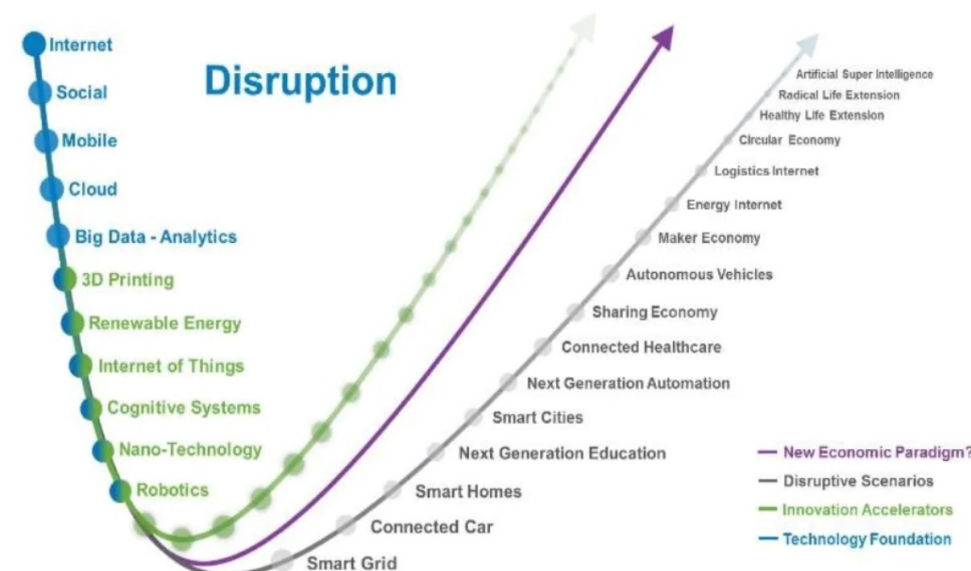 Disruption
Internet
Social
Mobile
Cloud
Big Data - Analytics
3D Printing
Renewable Energy
Internet of Things
Cognitive Systems
Nano-Technology
Robotics
Artificial Super Intelligence
Radical Life Extension
Healthy Life Extension
Circular Economy
Logistics Internet
Energy Internet
Maker Economy
Autonomous Vehicles
Sharing Economy
Connected Healthcare
Next Generation Automation
Smart Cities
Next Generation Education
Smart Homes
Connected Car
Smart Grid
New Economic Paradigm?
Disruptive Scenarios
Innovation Accelerators
Technology Foundation